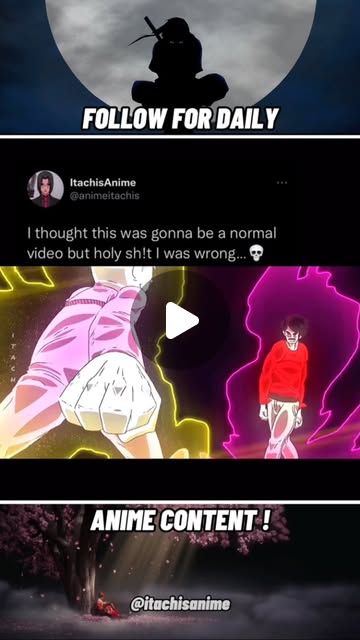 FOLLOW FOR DAILY
ItachisAnime
@animeitachis
I thought this was gonna be a normal
video but holy sh!t I was wrong...💀
ITACH
ANIME CONTENT !
@itachisanime